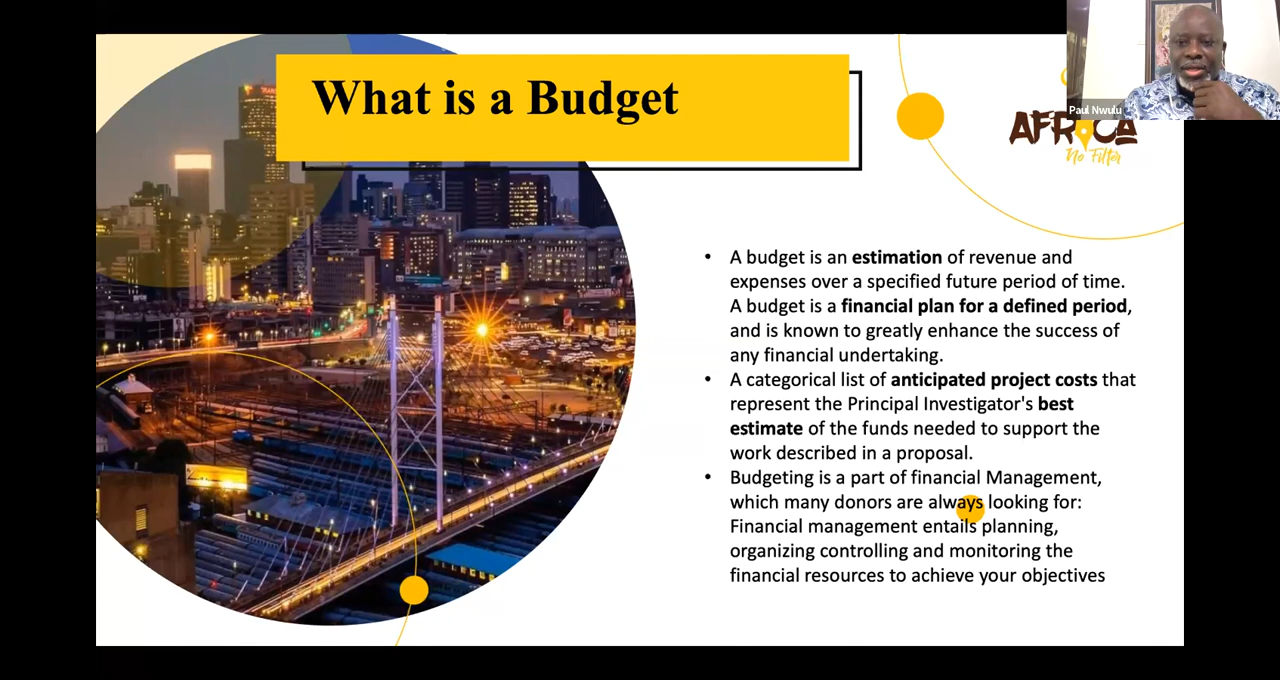 What is a Budget
Paul Nwulu
AFRICA
No Filter
• A budget is an estimation of revenue and
expenses over a specified future period of time.
A budget is a financial plan for a defined period,
and is known to greatly enhance the success of
any financial undertaking.
• A categorical list of anticipated project costs that
represent the Principal Investigator's best
estimate of the funds needed to support the
work described in a proposal.
• Budgeting is a part of financial Management,
which many donors are always looking for:
Financial management entails planning,
organizing controlling and monitoring the
financial resources to achieve your objectives